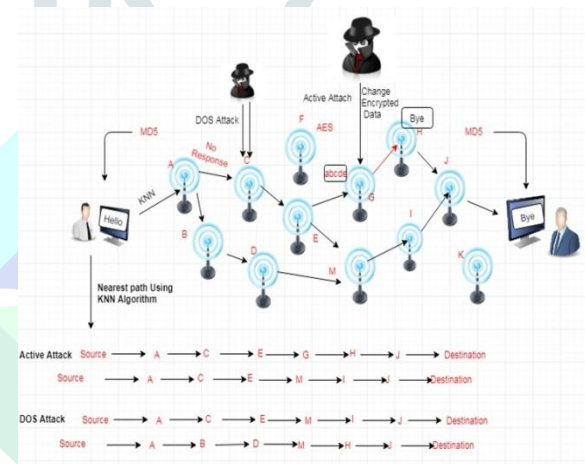 Active Attach
Change
Encrypted
Data
DOS Attack
F
AES
Bye
H
MD5
No
Response
A
C
abcde
G
MD5
J
KNN
Hello
B
D
E
M
I
K
Bye
Nearest path Using
KNN Algorithm
Active Attack Source A C E G H J Destination
Source A C E M I J Destination
DOS Attack Source A C E M I J Destination
Source A B D M H J Destination